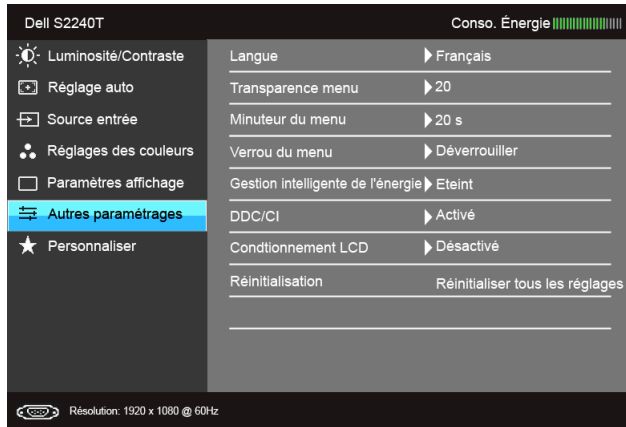 Dell S2240T
Conso. Énergie
Luminosité/Contraste
Réglage auto
Source entrée
Réglages des couleurs
Paramètres affichage
Autres paramétrages
Personnaliser
Langue Français
Transparence menu 20
Minuteur du menu 20 s
Verrou du menu Déverrouiller
Gestion intelligente de l'énergie Eteint
DDC/CI Activé
Condtionnement LCD Désactivé
Réinitialisation Réinitialiser tous les réglages
Résolution: 1920 x 1080 @ 60Hz